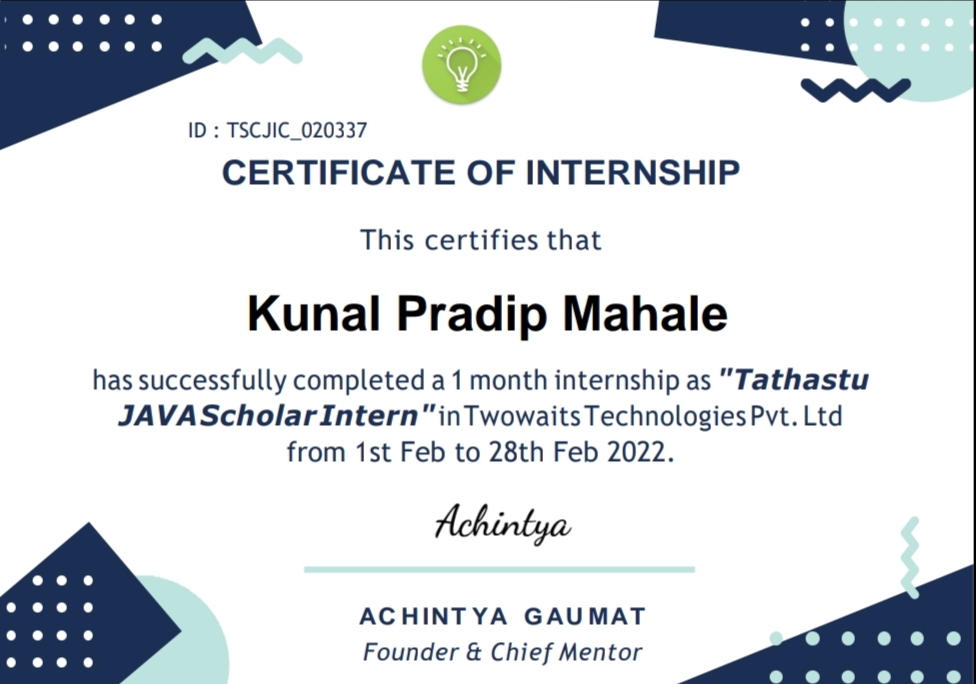 ID : TSCJIC_020337
CERTIFICATE OF INTERNSHIP
This certifies that
Kunal Pradip Mahale
has successfully completed a 1 month internship as "Tathastu
JAVA Scholar Intern" in Twowaits Technologies Pvt. Ltd
from 1st Feb to 28th Feb 2022.
Achintya
ACHINTYA GAUMAT
Founder & Chief Mentor